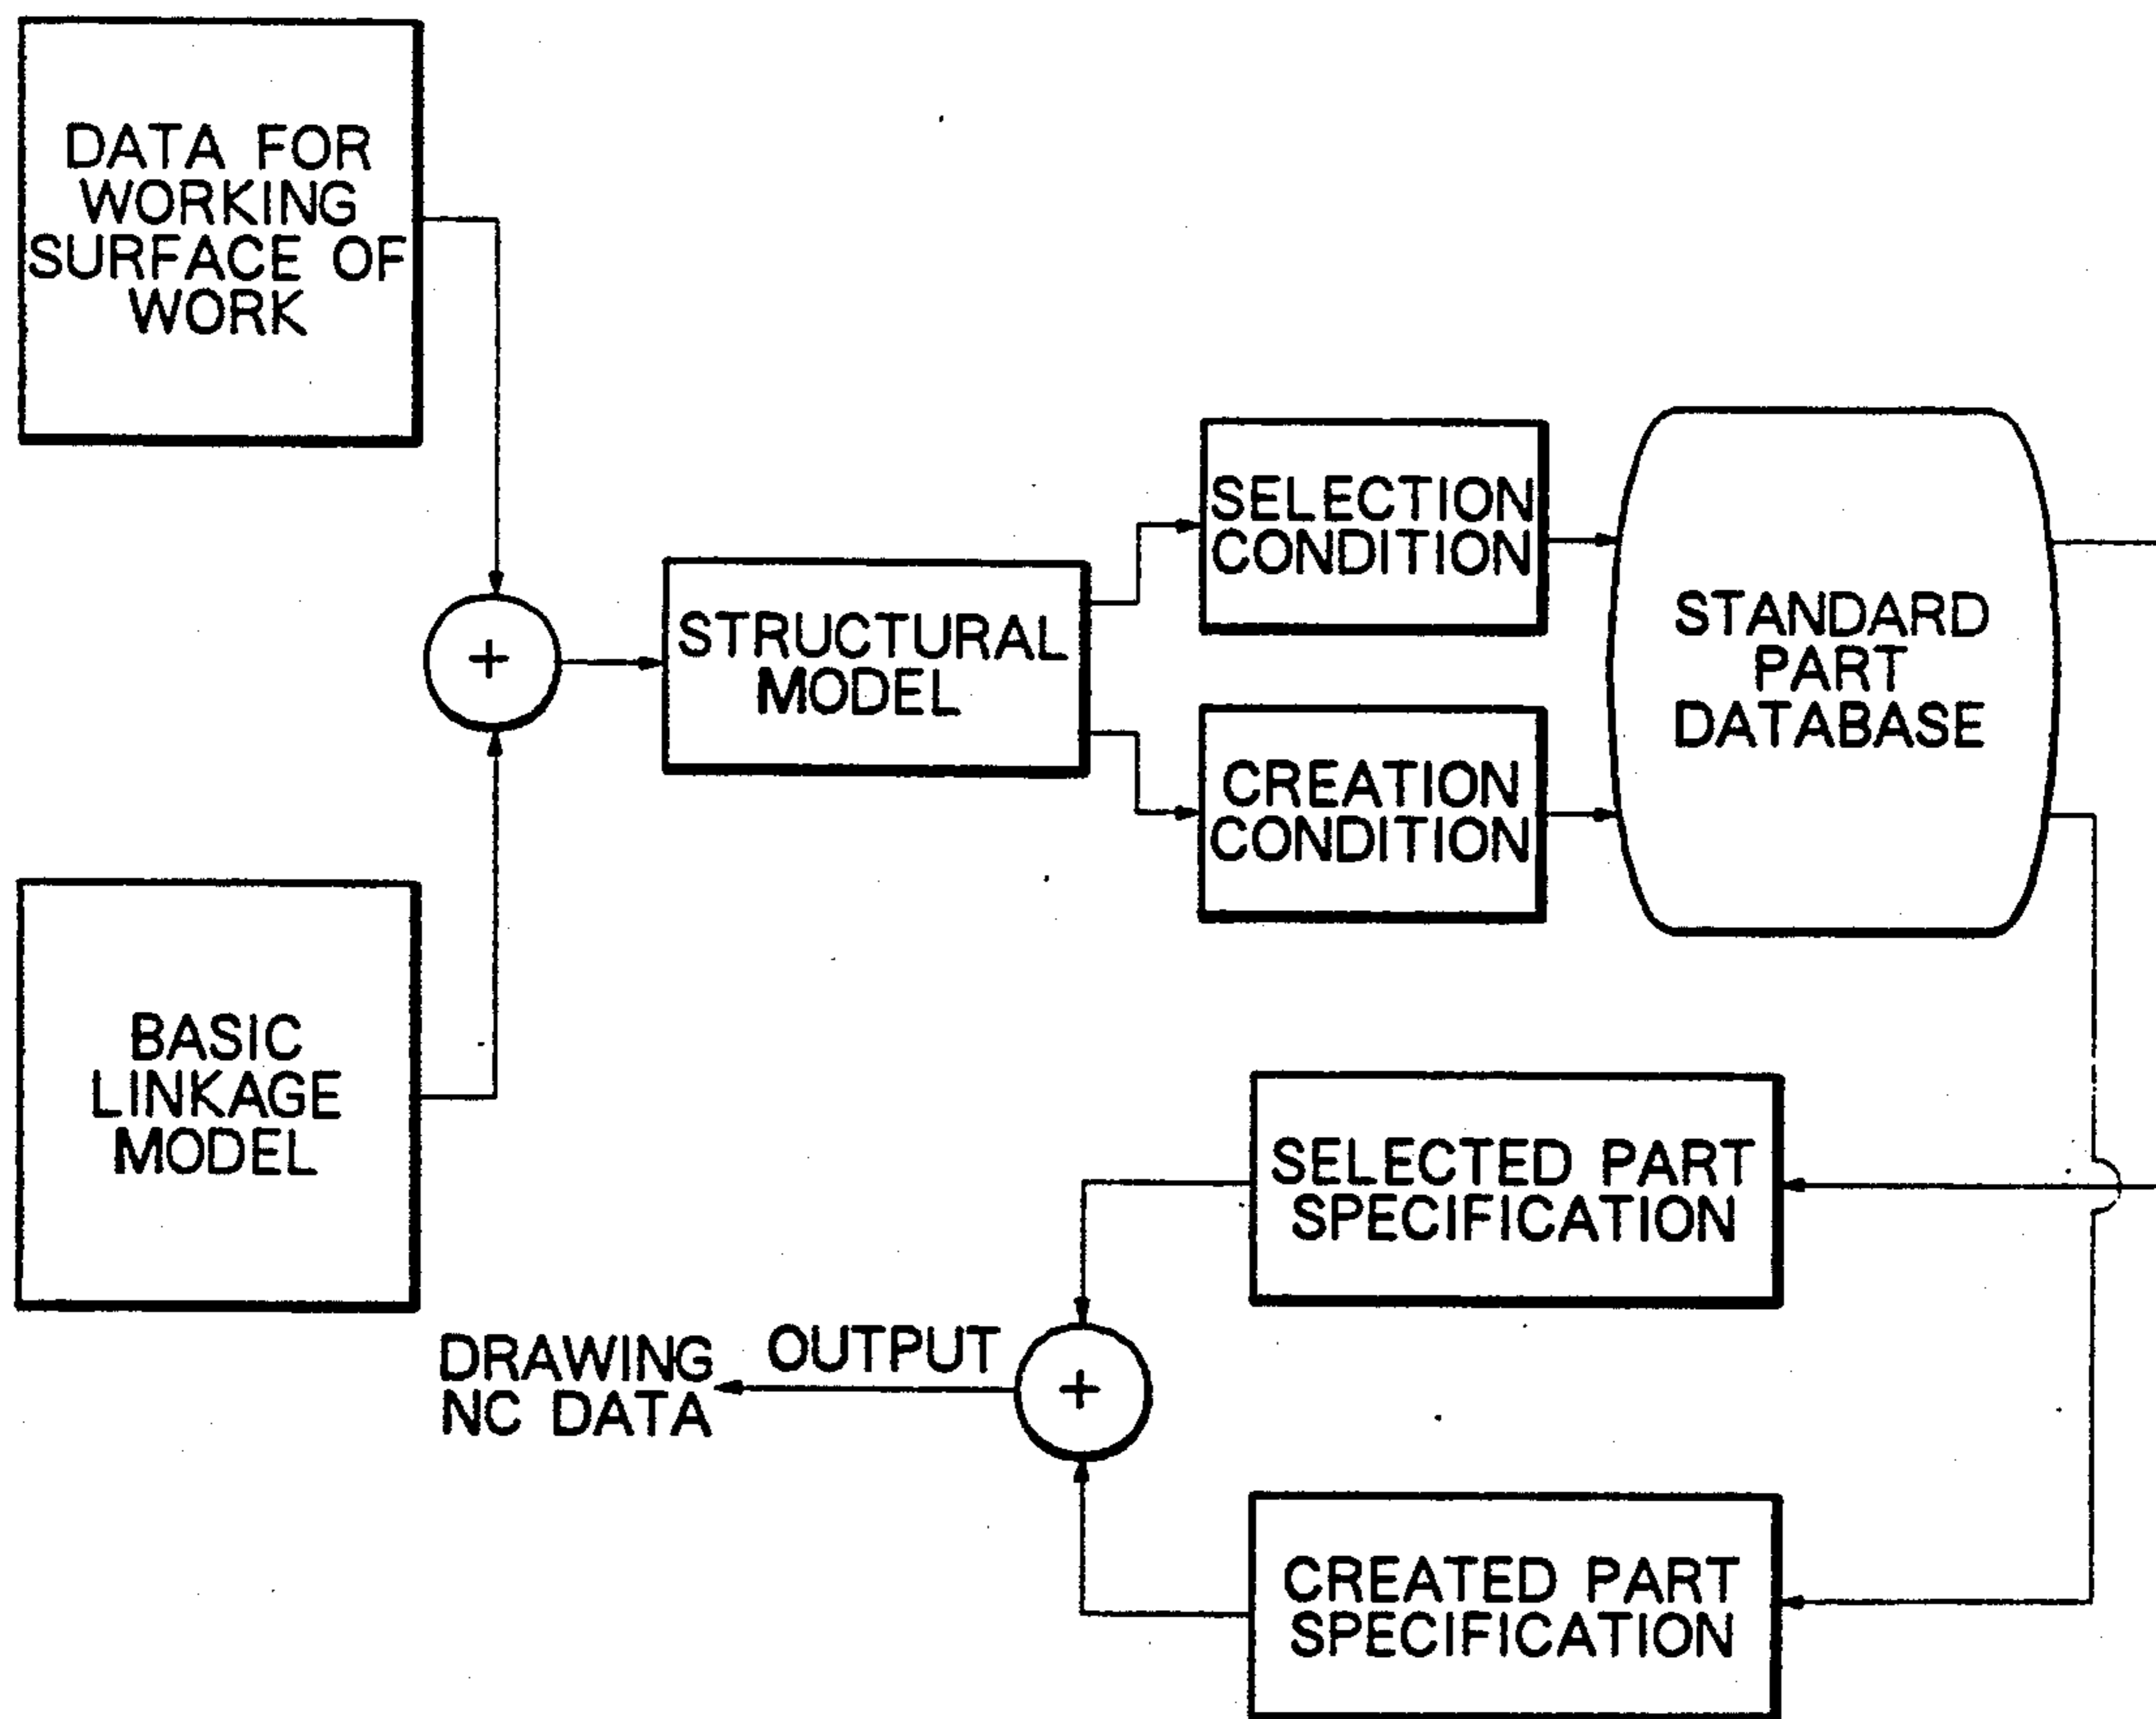 DATA FOR
WORKING
SURFACE OF
WORK
+
STRUCTURAL
MODEL
SELECTION
CONDITION
CREATION
CONDITION
STANDARD
PART
DATABASE
BASIC
LINKAGE
MODEL
SELECTED PART
SPECIFICATION
DRAWING
NC DATA
OUTPUT
+
CREATED PART
SPECIFICATION